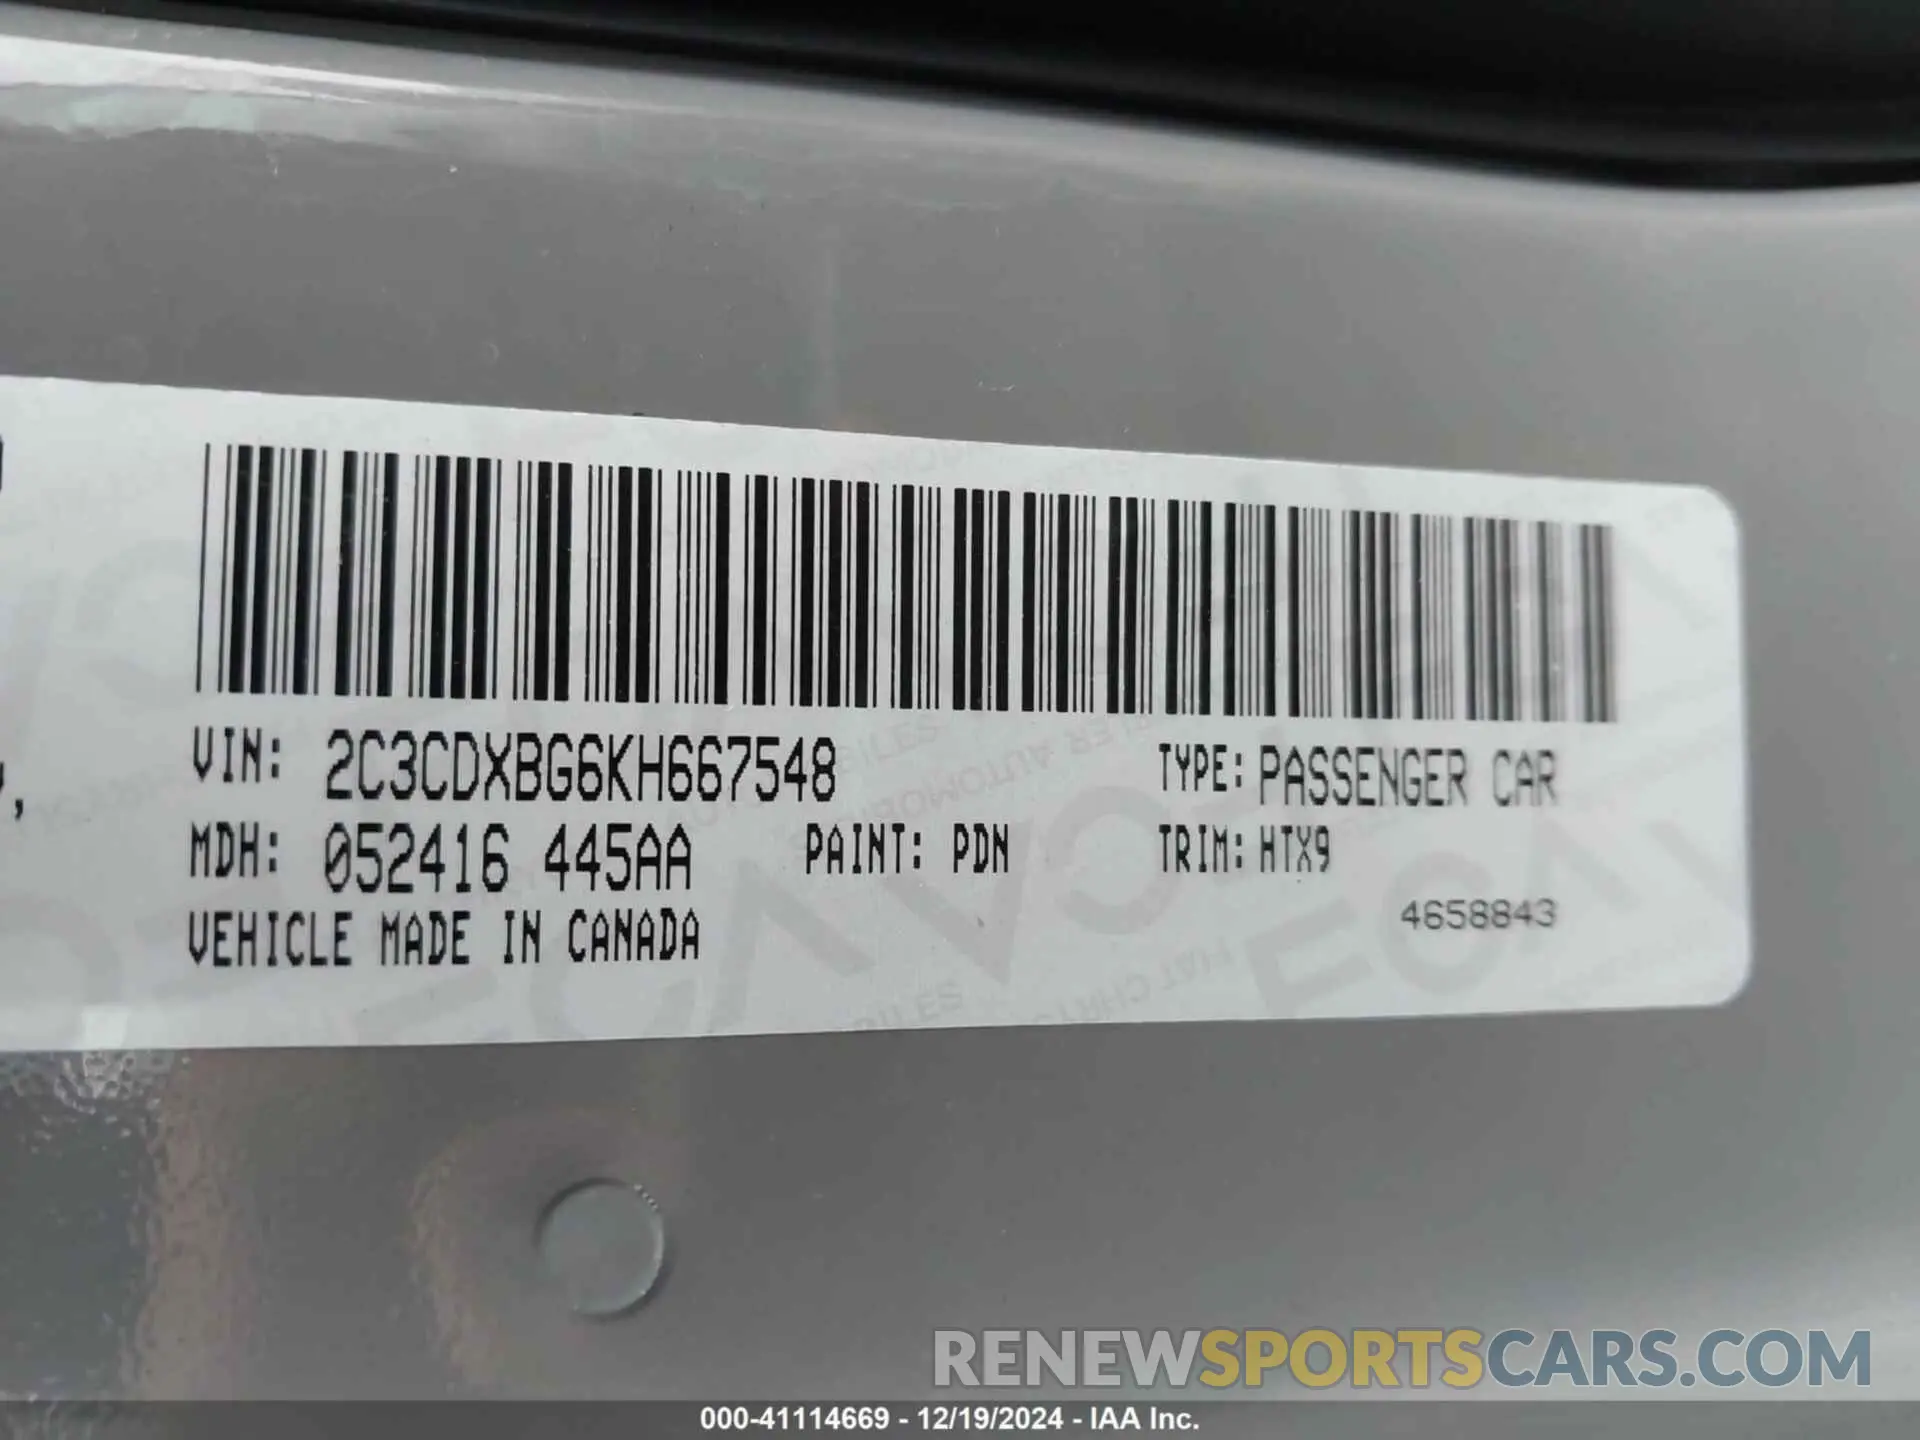 VIN: 2C3CDXBG6KH667548 TYPE: PASSENGER CAR
MDH: 052416 445AA PAINT: PDN TRIM: HTX9
VEHICLE MADE IN CANADA 4658843
RENEWSPORTSCARS.COM
000-41114669 - 12/19/2024 - IAA Inc.